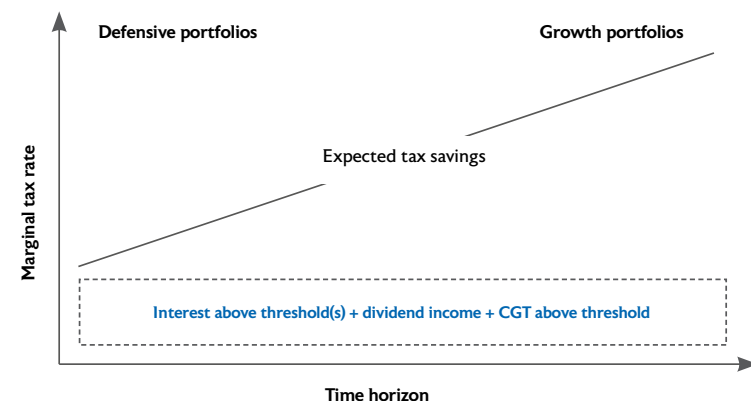 Defensive portfolios
Growth portfolios
Marginal tax rate
Expected tax savings
Interest above threshold(s) + dividend income + CGT above threshold
Time horizon